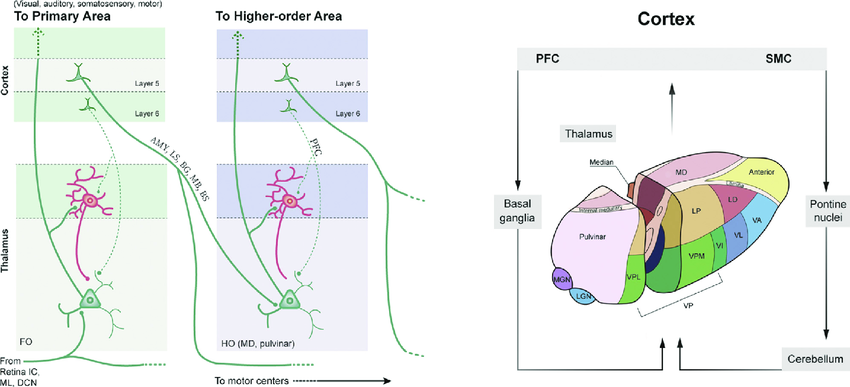 (Visual, auditory, somatosensory, motor)
To Primary Area
To Higher-order Area
Cortex
Layer 5
Layer 6
Layer 5
Layer 6
AMY, LS, BG, MB, BS
PFC
Thalamus
FO
HO (MD, pulvinar)
From
Retina IC,
ML, DCN
To motor centers
Cortex
PFC
SMC
Thalamus
Median
MD
Anterior
Internal medullary
LP
LD
VA
VL
VI
VPM
VPL
Pulvinar
MGN
LGN
VP
Basal
ganglia
Pontine
nuclei
Cerebellum